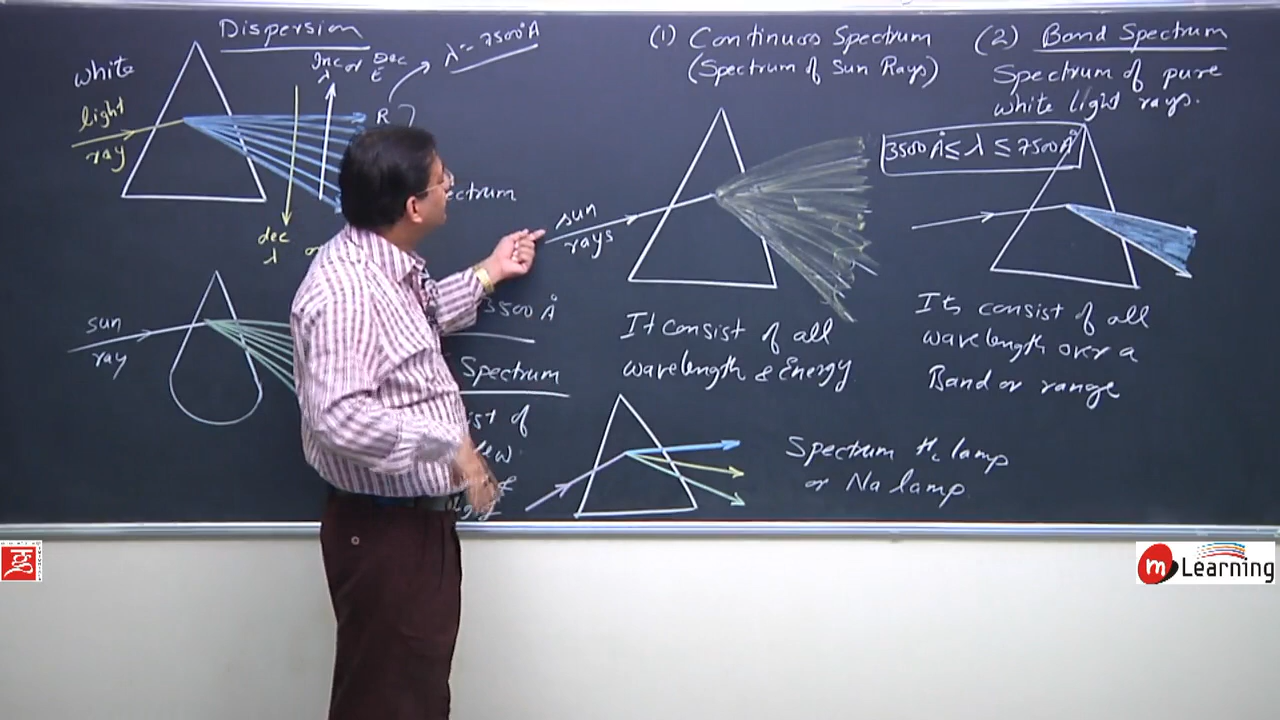 Dispersion
white
light
ray
Inc or Dec
λ E
λ ~ 7500 Å
R
dec
λ
sun
ray
3500 Å
Spectrum
(1) Continuous Spectrum
(Spectrum of Sun Rays)
sun
rays
It consist of all
wavelength & Energy
(2) Band Spectrum
Spectrum of pure
white light rays.
3500 Å ≤ λ ≤ 7500 Å
Its consist of all
wavelength over a
Band or range
Spectrum H₂ lamp
or Na lamp.
m Learning